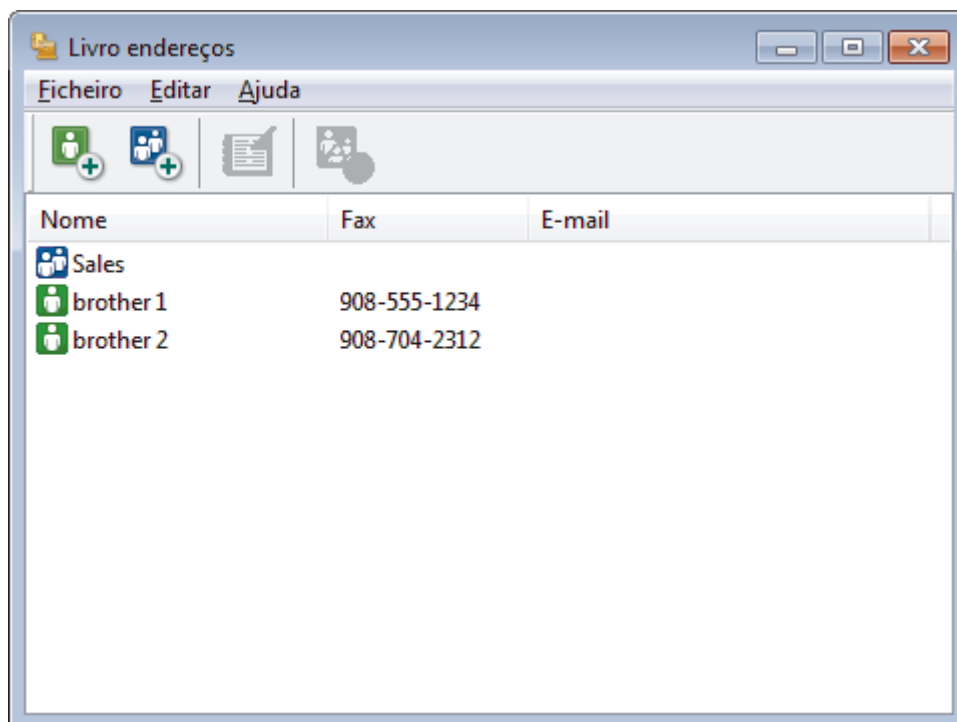 Livro endereços
Ficheiro Editar Ajuda
Nome Fax E-mail
Sales
brother 1 908-555-1234
brother 2 908-704-2312